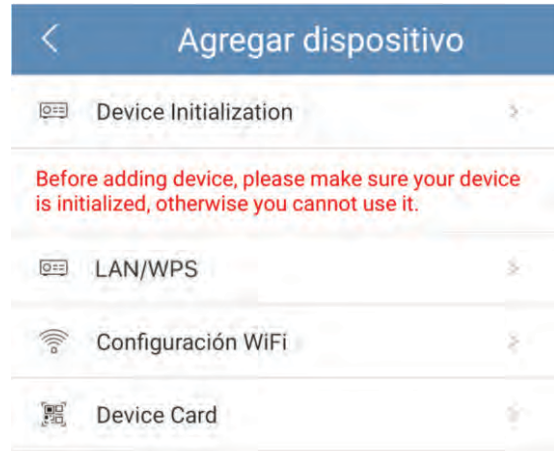 Agregar dispositivo
Device Initialization
Before adding device, please make sure your device
is initialized, otherwise you cannot use it.
LAN/WPS
Configuración WiFi
Device Card